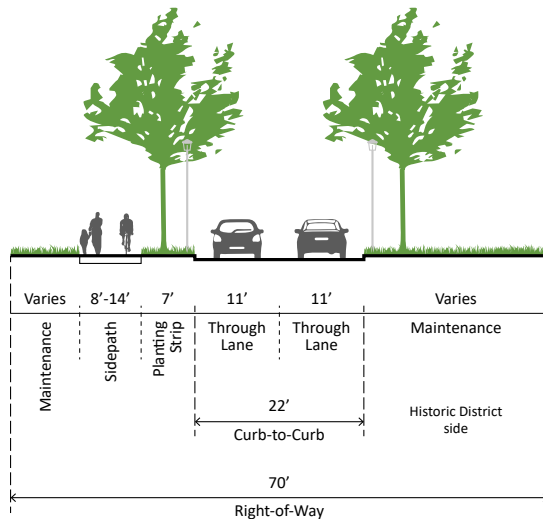 Varies
8’-14’
7’
11’
11’
Varies
Maintenance
Sidepath
Planting
Strip
Through
Lane
Through
Lane
Maintenance
22’
Curb-to-Curb
Historic District
side
70’
Right-of-Way